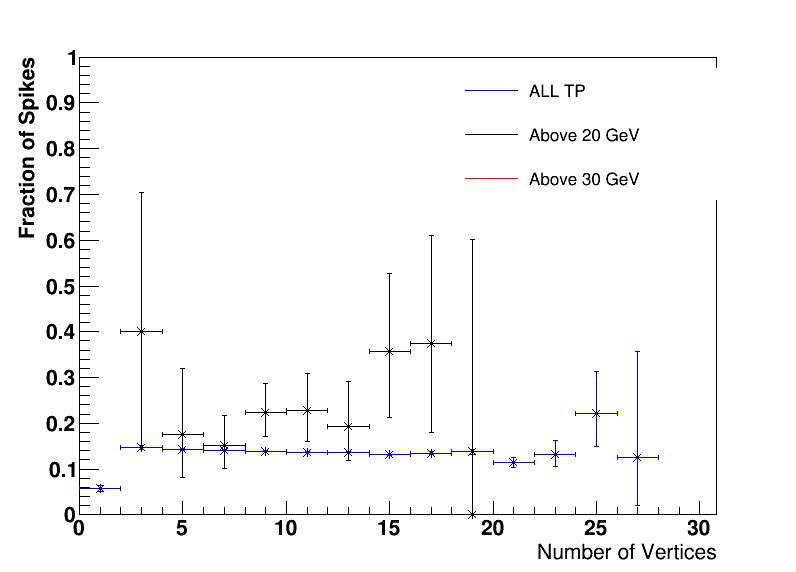 Fraction of Spikes
1
0.9
0.8
0.7
0.6
0.5
0.4
0.3
0.2
0.1
0
ALL TP
Above 20 GeV
Above 30 GeV
0 5 10 15 20 25 30
Number of Vertices